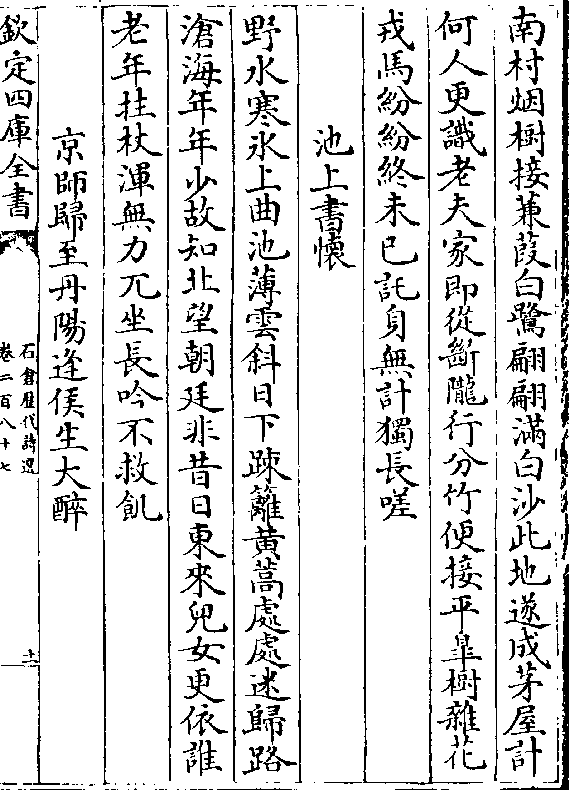 南村烟樹接蒹葭白鷺翩翩滿白沙此地遂成茅屋計
何人更識老夫家即從斷隴行分竹便接平臯樹雜花
戎馬紛紛終未已託身無計獨長嗟
池上書懷
野水寒氷上曲池薄雲斜日下疎籬黄蒿處處迷歸路
滄海年年少故知北望朝廷非昔日東來兒女更依誰
老年拄杖渾無力兀坐長吟不救飢
京師歸至丹陽逢侯生大醉
欽定四庫全書
石倉歴代詩選
卷二百八十七
十二